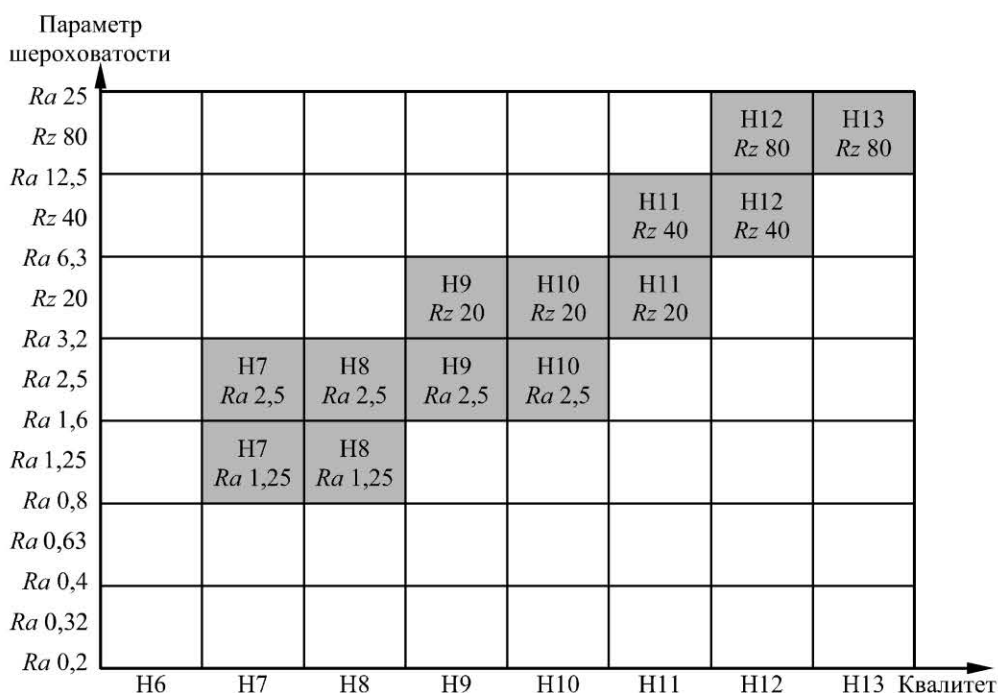 Параметр
шероховатости
Ra 25
H12 H13
Rz 80 Rz 80 Rz 80
Ra 12,5
H11 H12
Rz 40 Rz 40 Rz 40
Ra 6,3
H9 H10 H11
Rz 20 Rz 20 Rz 20 Rz 20
Ra 3,2
H7 H8 H9 H10
Ra 2,5 Ra 2,5 Ra 2,5 Ra 2,5 Ra 2,5
Ra 1,6
H7 H8
Ra 1,25 Ra 1,25 Ra 1,25
Ra 0,8
Ra 0,63
Ra 0,4
Ra 0,32
Ra 0,2
H6 H7 H8 H9 H10 H11 H12 H13 Квалитет